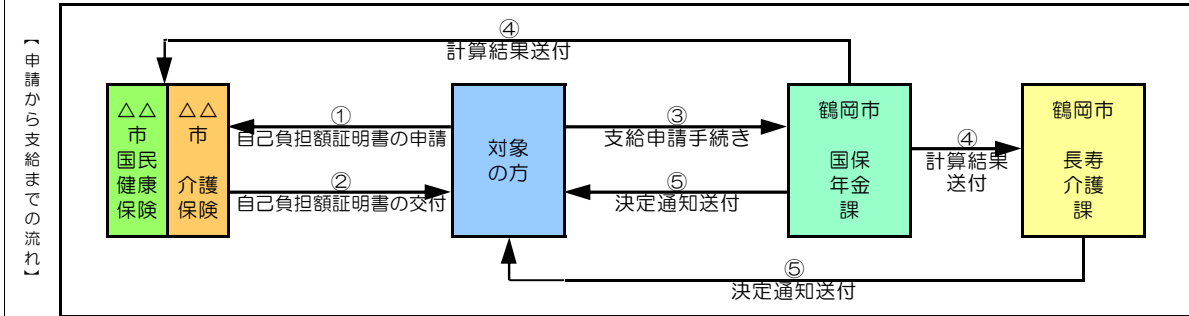 【申請から支給までの流れ】
④
計算結果送付
△△
市
国民
健康
保険
△△
市
介護
保険
①
自己負担額証明書の申請
②
自己負担額証明書の交付
対象
の方
③
支給申請手続き
⑤
決定通知送付
鶴岡市
国保
年金
課
④
計算結果
送付
鶴岡市
長寿
介護
課
⑤
決定通知送付